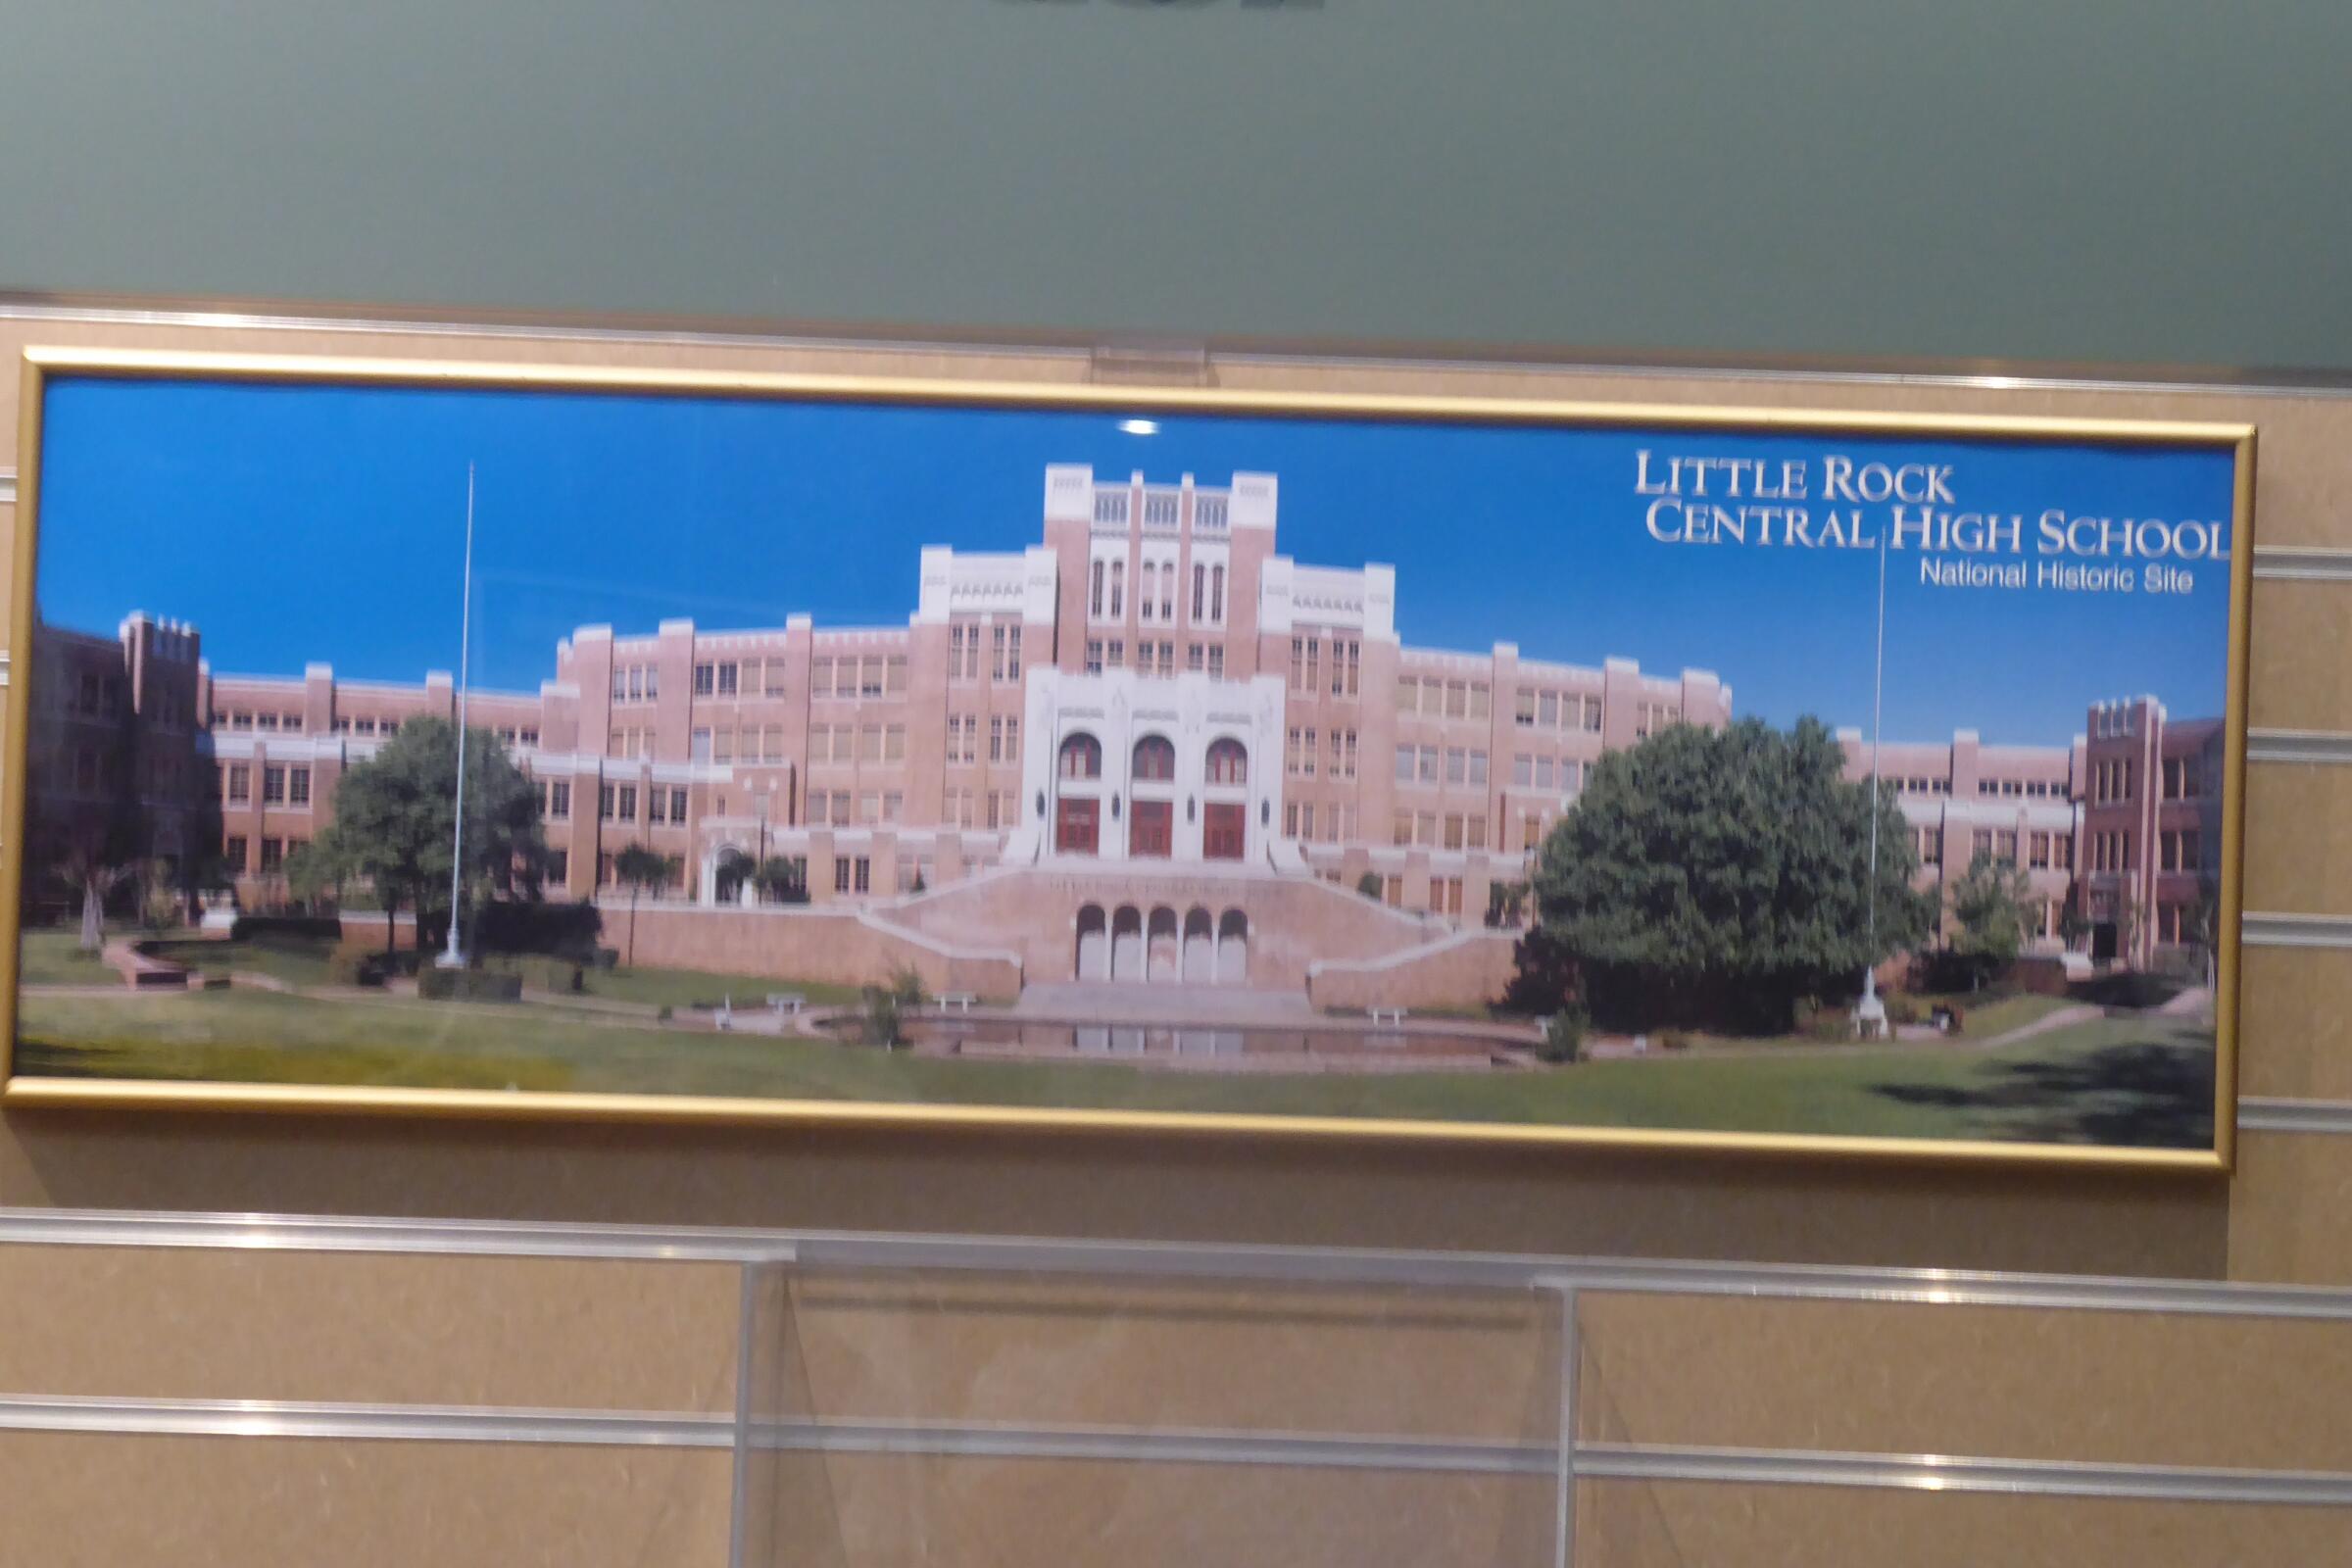 LITTLE ROCK
CENTRAL HIGH SCHOOL
National Historic Site